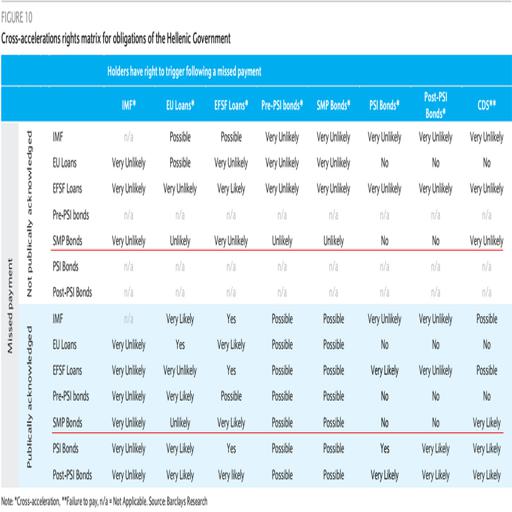 FIGURE 10
Cross-accelerations rights matrix for obligations of the Hellenic Government
Holders have right to trigger following a missed payment
IMF* EU Loans* EFSF Loans* Pre-PSI bonds* SMP Bonds* PSI Bonds* Post-PSI Bonds* CDS**
Missed payment
Not publically acknowledged
IMF n/a Possible Possible Very Unlikely Very Unlikely Very Unlikely Very Unlikely Very Unlikely
EU Loans Very Unlikely Possible Very Unlikely Very Unlikely Very Unlikely No No No
EFSF Loans Very Unlikely Very Unlikely Very Likely Very Unlikely Very Unlikely Very Unlikely Very Unlikely Very Unlikely
Pre-PSI bonds n/a n/a n/a n/a n/a n/a n/a n/a
SMP Bonds Very Unlikely Unlikely Very Unlikely Unlikely Unlikely No No Very Unlikely
PSI Bonds n/a n/a n/a n/a n/a n/a n/a n/a
Post-PSI Bonds n/a n/a n/a n/a n/a n/a n/a n/a
Publically acknowledged
IMF n/a Very Likely Yes Possible Possible Very Unlikely Very Unlikely Possible
EU Loans Very Unlikely Yes Very Likely Possible Possible No No No
EFSF Loans Very Unlikely Very Unlikely Yes Possible Possible Very Likely Very Unlikely Possible
Pre-PSI bonds Very Unlikely Very Likely Possible Possible Possible No No Very Likely
SMP Bonds Very Unlikely Unlikely Very Likely Possible Possible No No Very Likely
PSI Bonds Very Unlikely Very Likely Yes Possible Possible Yes Very Likely Very Likely
Post-PSI Bonds Very Unlikely Very Likely Very likely Possible Possible Very Likely Very Likely Very Likely
Note: *Cross-acceleration, **Failure to pay, n/a = Not Applicable. Source: Barclays Research